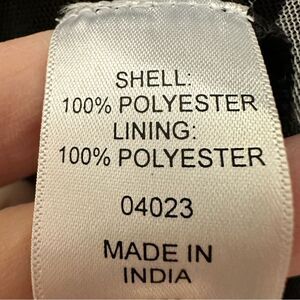 SHELL:
100% POLYESTER
LINING:
100% POLYESTER
04023
MADE IN
INDIA